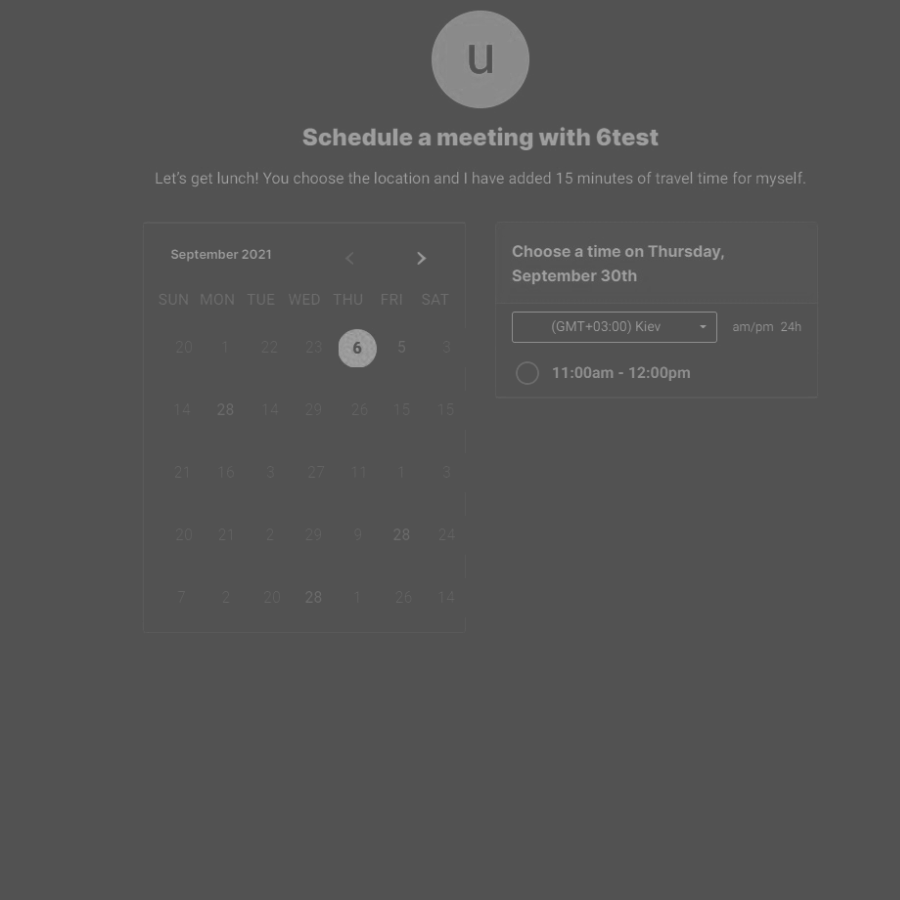 u
Schedule a meeting with 6test
Let's get lunch! You choose the location and I have added 15 minutes of travel time for myself.
September 2021
SUN MON TUE WED THU FRI SAT
20 1 22 23 6 5 3
14 28 14 29 26 15 15
21 16 3 27 11 1 3
20 21 2 29 9 28 24
7 2 20 28 1 26 14
Choose a time on Thursday,
September 30th
(GMT+03:00) Kiev am/pm 24h
11:00am - 12:00pm